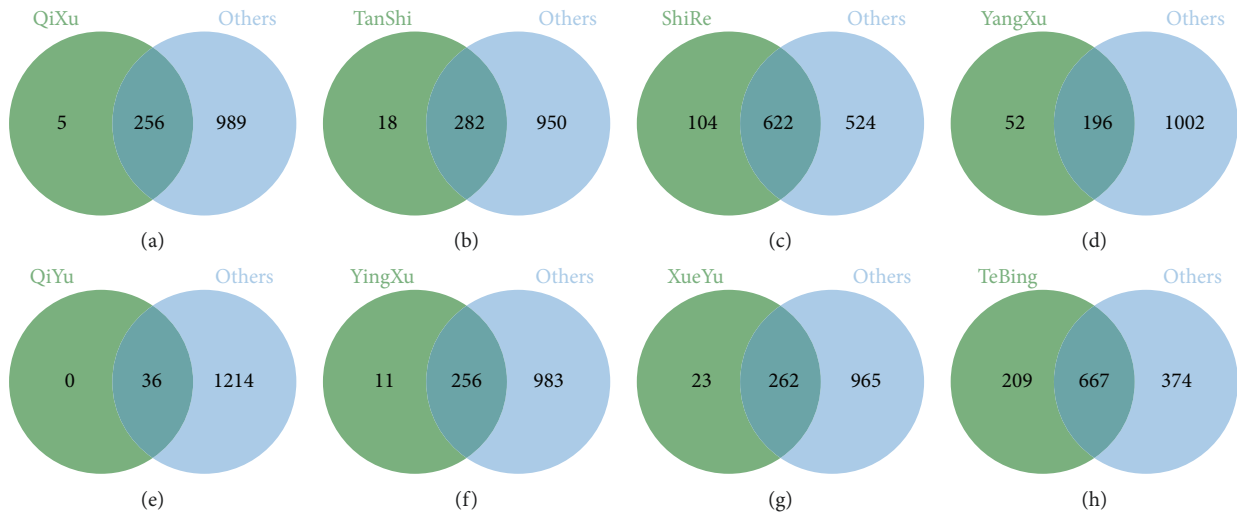 QiXu Others TanShi Others ShiRe Others YangXu Others
5 256 989 18 282 950 104 622 524 52 196 1002
(a) (b) (c) (d)
QiYu Others YingXu Others XueYu Others TeBing Others
0 36 1214 11 256 983 23 262 965 209 667 374
(e) (f) (g) (h)